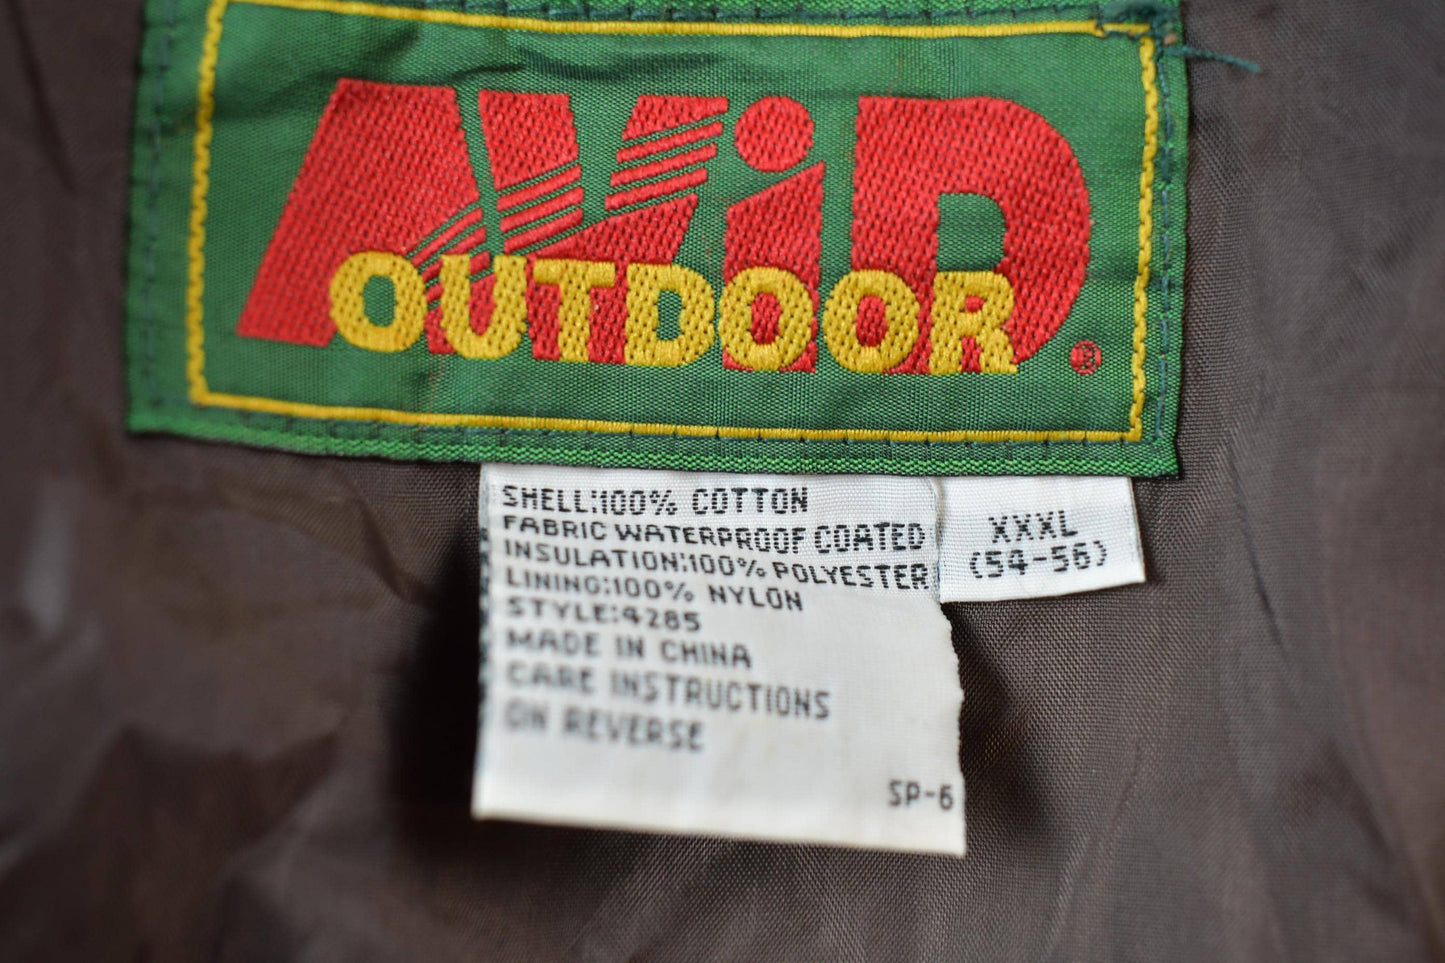 AViD
OUTDOOR
®
SHELL:100% COTTON
FABRIC WATERPROOF COATED
INSULATION:100% POLYESTER
LINING:100% NYLON
STYLE:4285
MADE IN CHINA
CARE INSTRUCTIONS
ON REVERSE
SP-6
XXXL
(54-56)